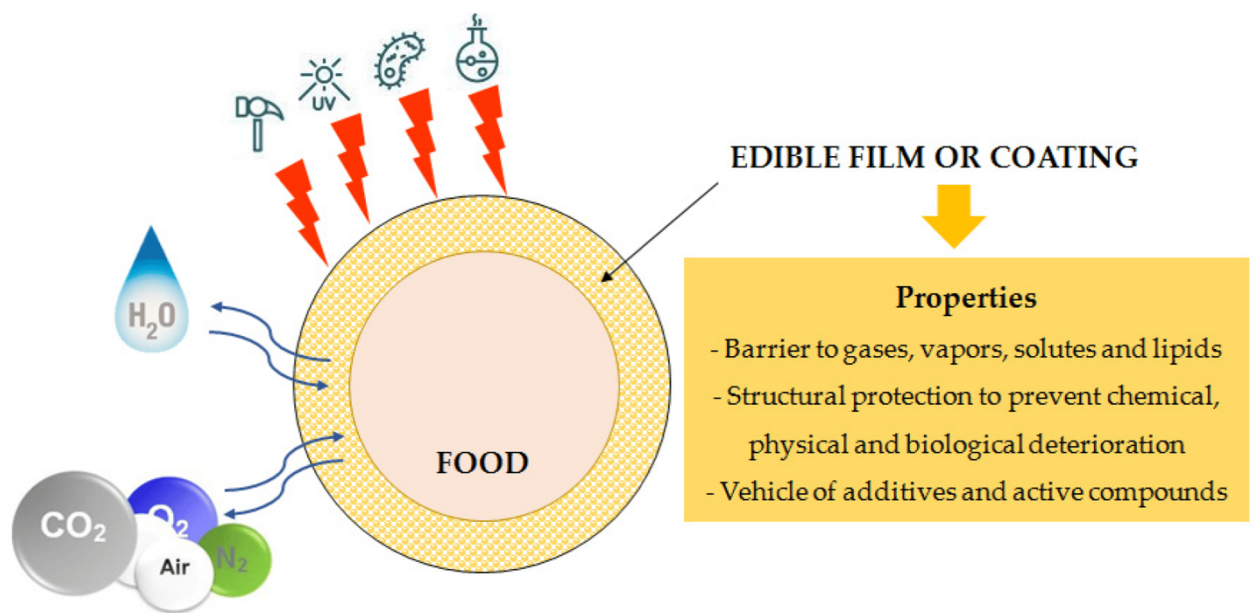 UV
EDIBLE FILM OR COATING
H₂O
Properties
- Barrier to gases, vapors, solutes and lipids
- Structural protection to prevent chemical,
physical and biological deterioration
- Vehicle of additives and active compounds
FOOD
CO₂
O₂
Air
N₂